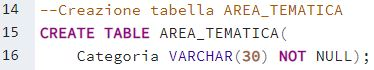 14 --Creazione tabella AREA_TEMATICA
15 CREATE TABLE AREA_TEMATICA(
16 Categoria VARCHAR(30) NOT NULL);